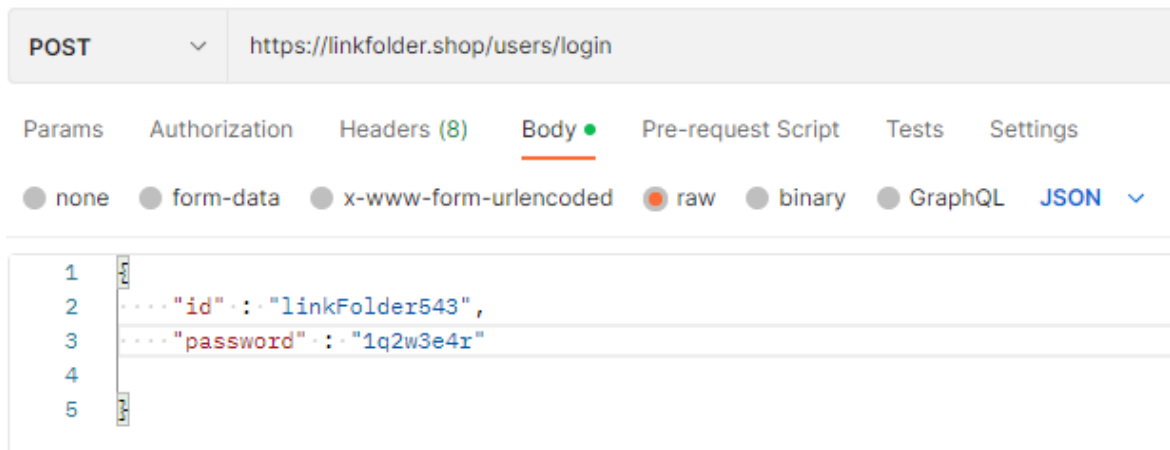 POST https://linkfolder.shop/users/login
Params Authorization Headers (8) Body Pre-request Script Tests Settings
none form-data x-www-form-urlencoded raw binary GraphQL JSON
1 {
2 "id" : "linkFolder543",
3 "password" : "1q2w3e4r"
4
5 }